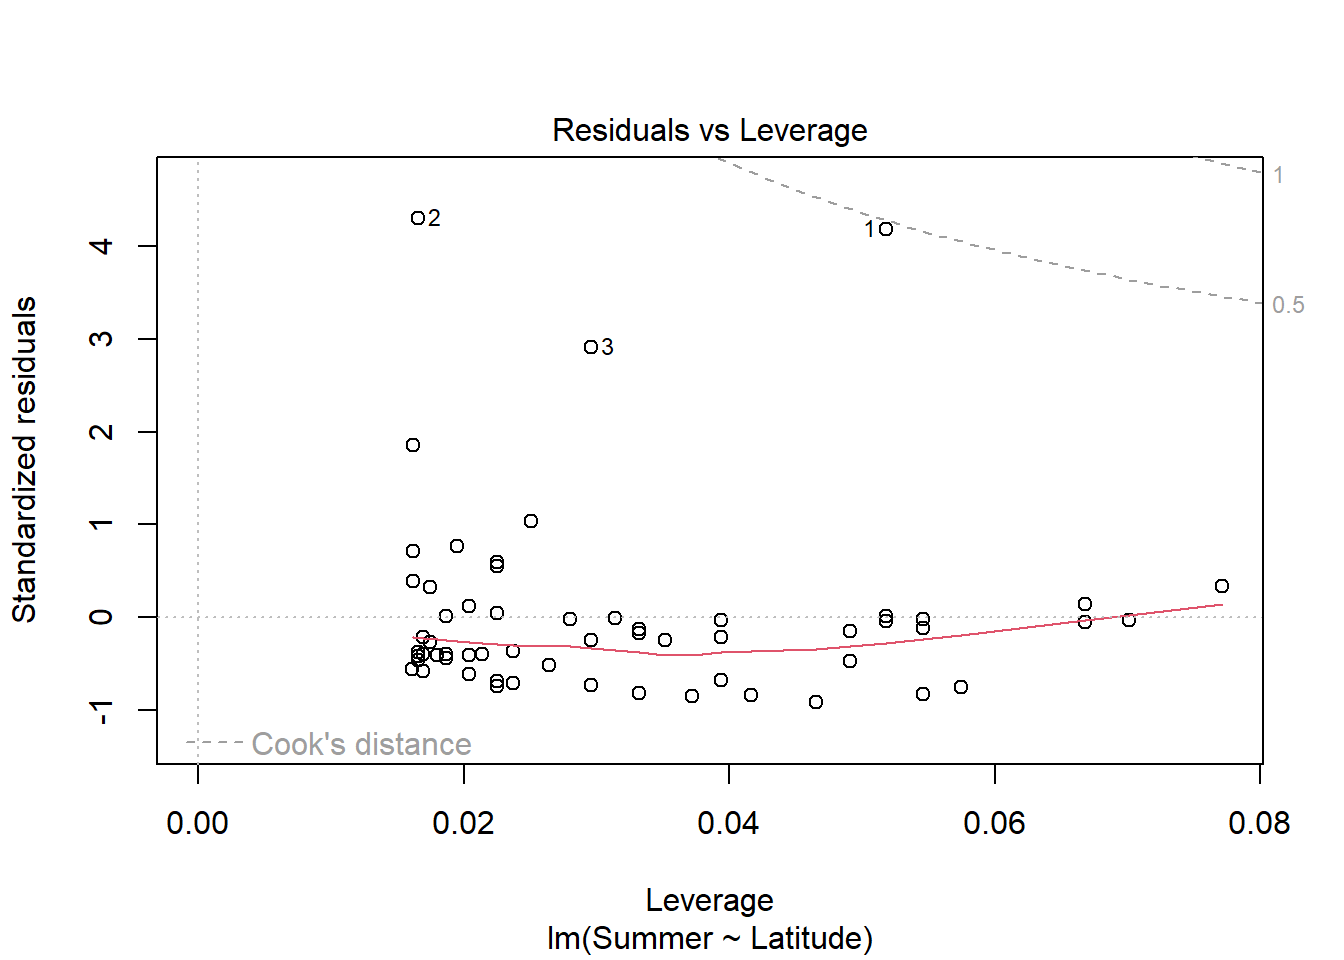 Residuals vs Leverage
Standardized residuals
4
3
2
1
0
-1
2
1
3
1
0.5
Cook's distance
0.00 0.02 0.04 0.06 0.08
Leverage
lm(Summer ~ Latitude)